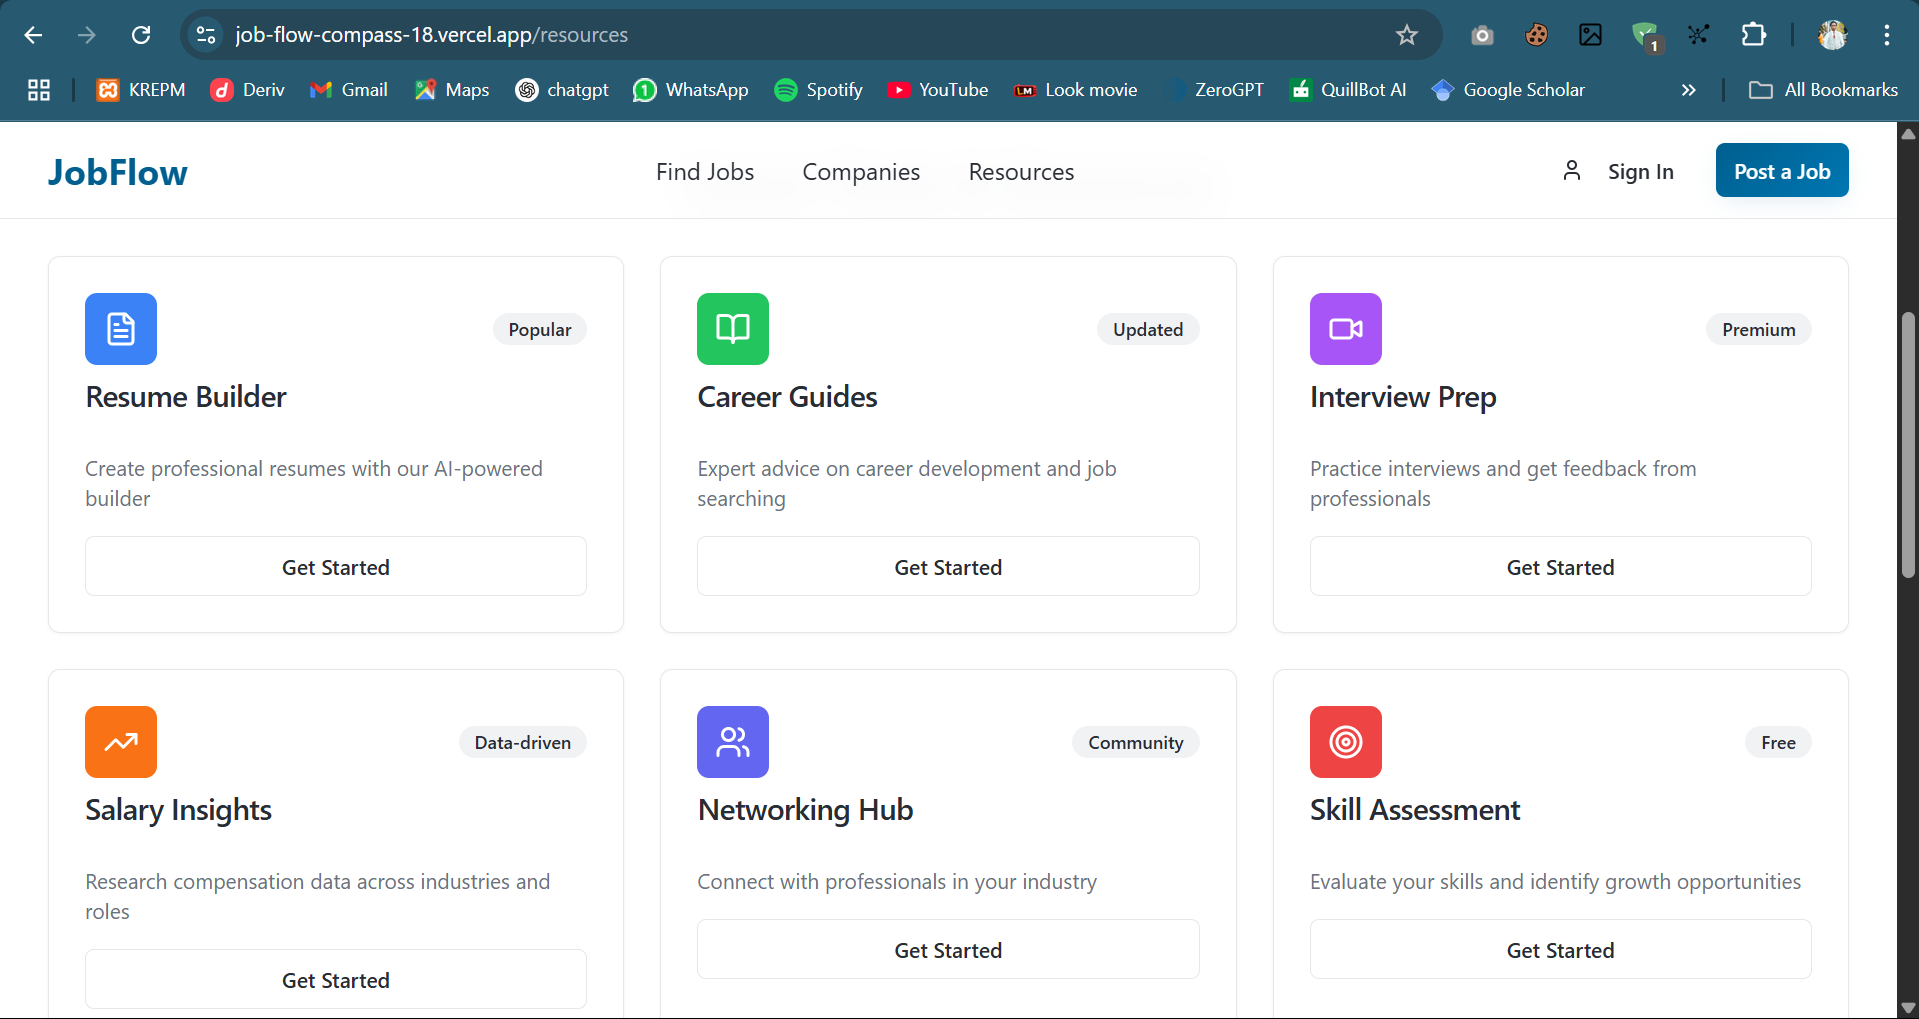 job-flow-compass-18.vercel.app/resources
1
KREPM Deriv Gmail Maps chatgpt 1 WhatsApp Spotify YouTube LM Look movie ZeroGPT QuillBot AI Google Scholar » All Bookmarks
JobFlow Find Jobs Companies Resources Sign In Post a Job
Popular Updated Premium
Resume Builder Career Guides Interview Prep
Create professional resumes with our AI-powered Expert advice on career development and job Practice interviews and get feedback from
builder searching professionals
Get Started Get Started Get Started
Data-driven Community Free
Salary Insights Networking Hub Skill Assessment
Research compensation data across industries and Connect with professionals in your industry Evaluate your skills and identify growth opportunities
roles
Get Started Get Started
Get Started